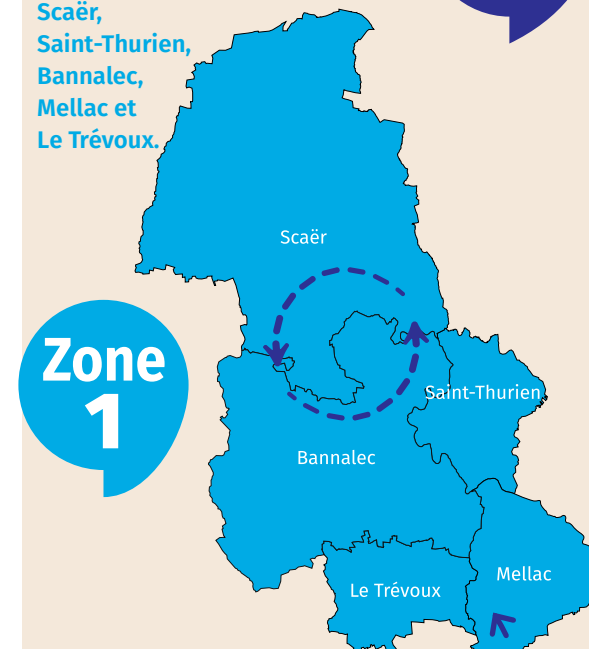 Scaër,
Saint-Thurien,
Bannalec,
Mellac et
Le Trévoux.
Scaër
Zone
1
Saint-Thurien
Bannalec
Mellac
Le Trévoux